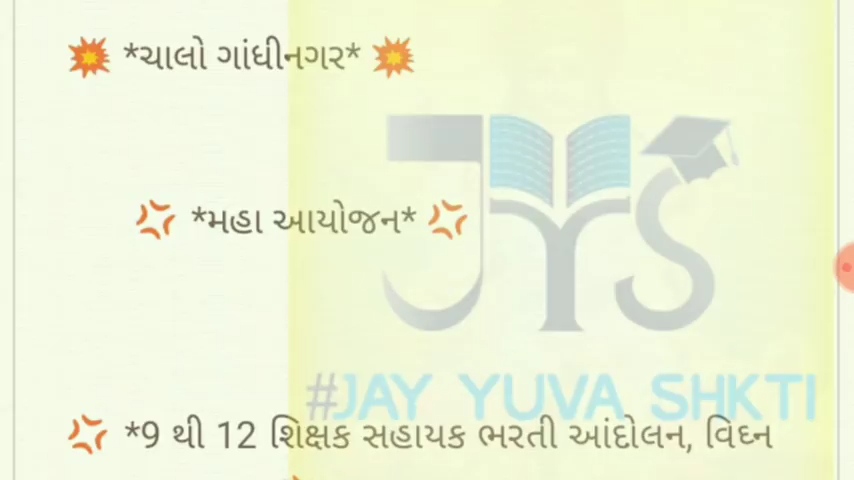 💥 *ચાલો ગાંધીનગર* 💥
💢 *મહા આયોજન* 💢
JYS
#JAY YUVA SHKTI
💢 *9 થી 12 શિક્ષક સહાયક ભરતી આંદોલન, વિઘ્ન